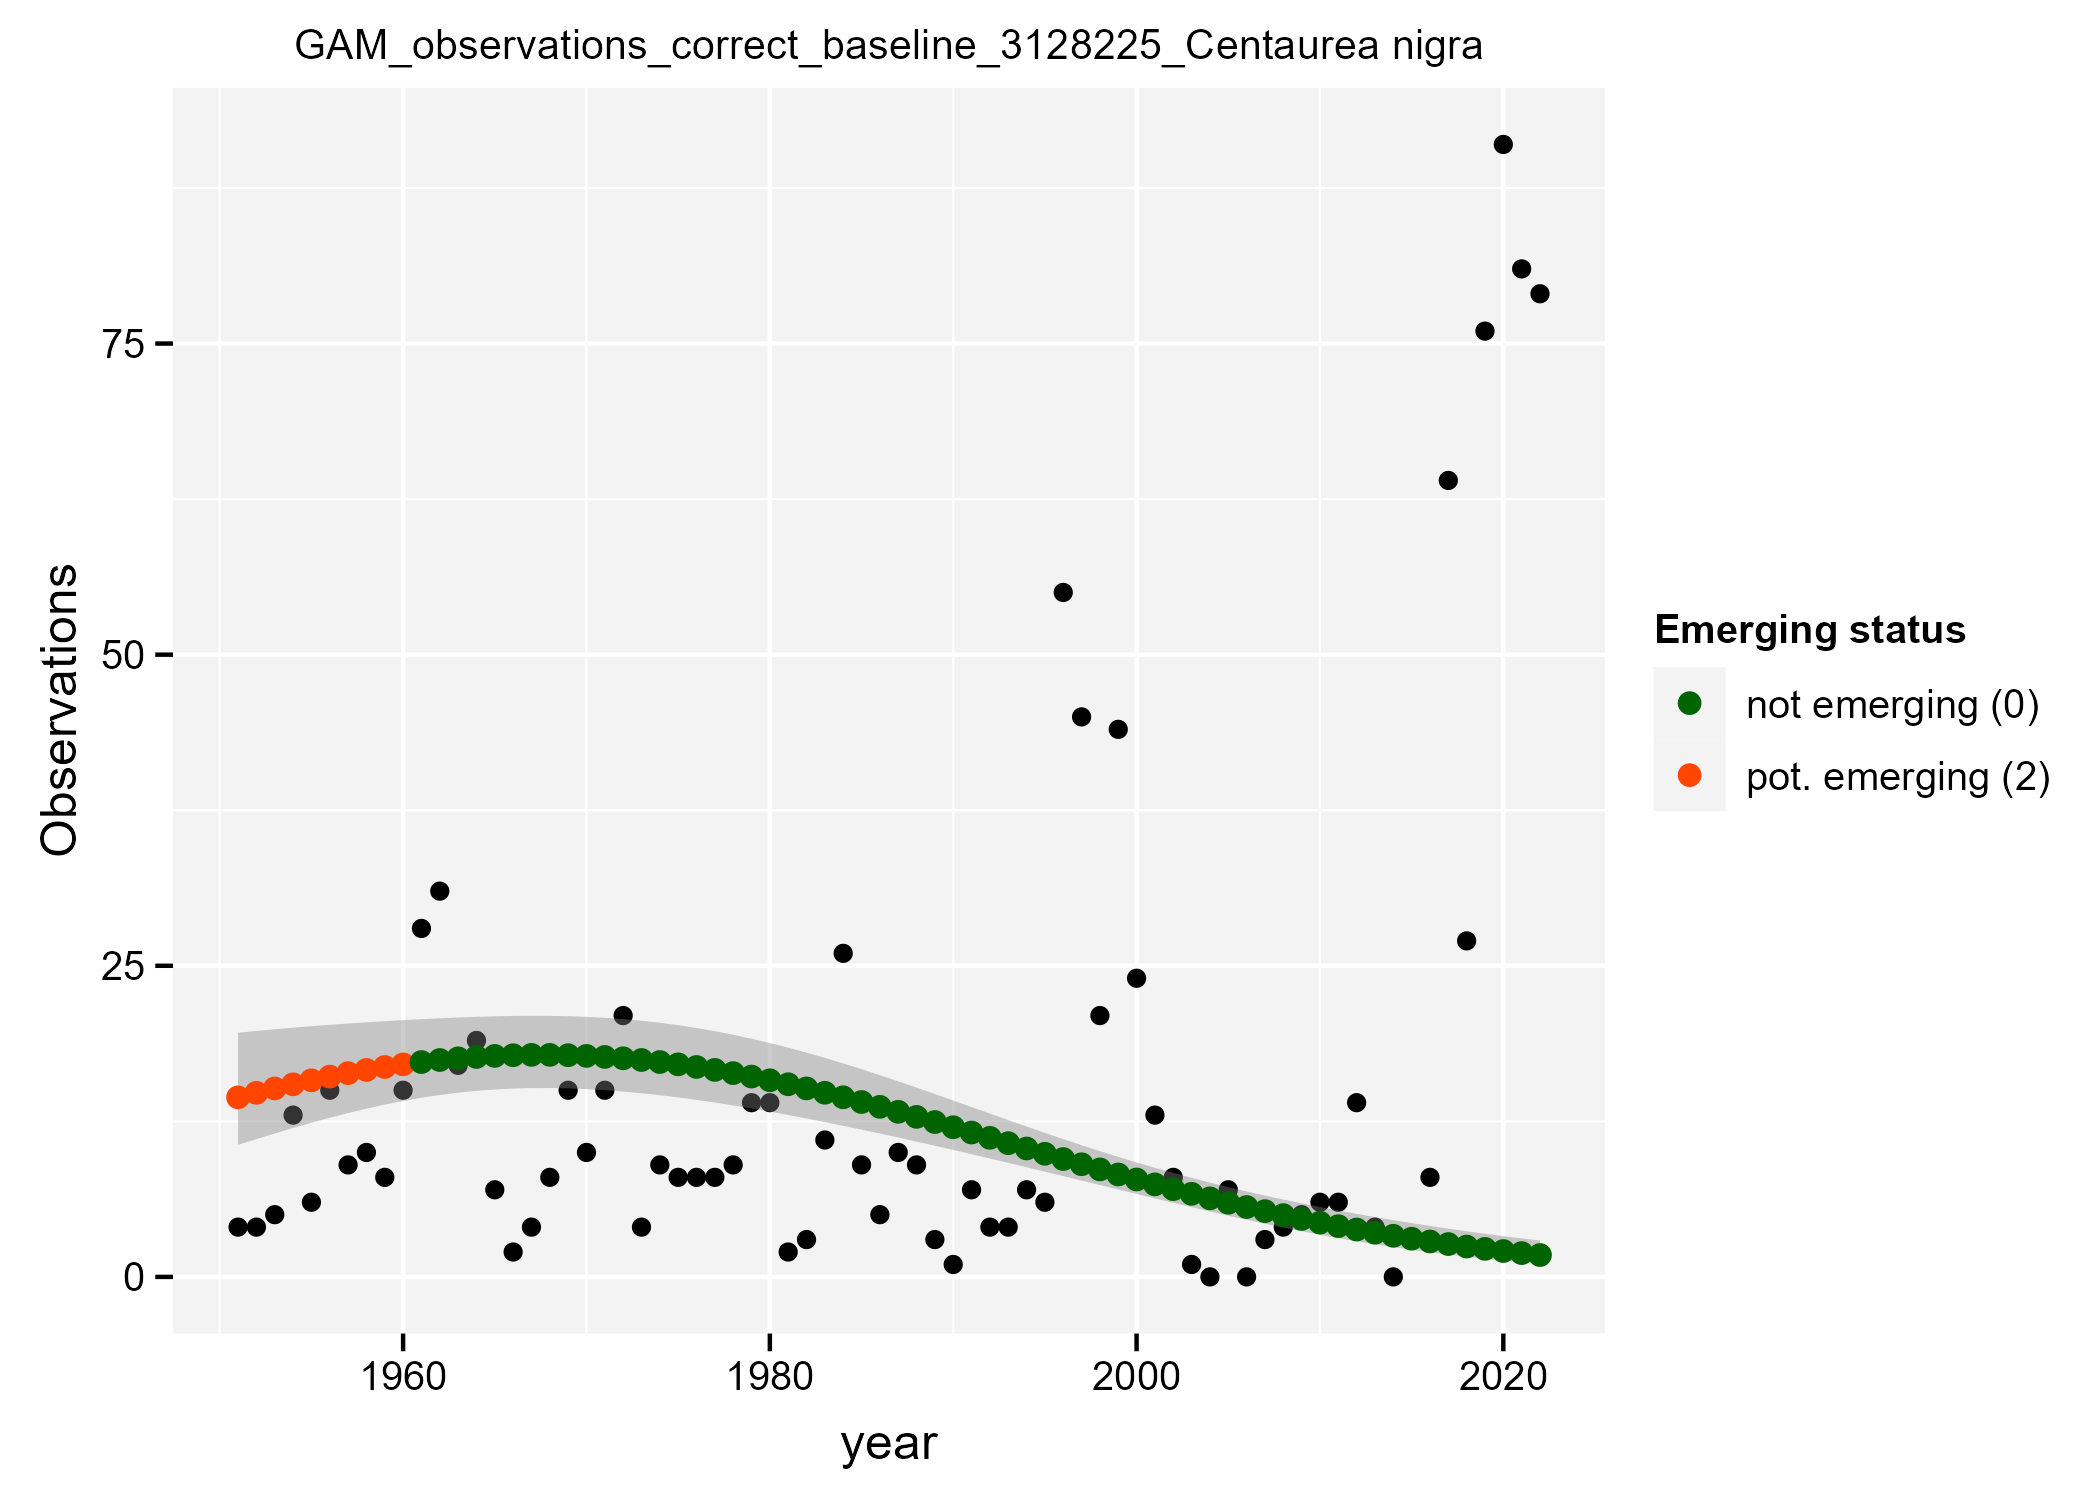 GAM_observations_correct_baseline_3128225_Centaurea nigra
Observations
75
50
25
0
1960 1980 2000 2020
year
Emerging status
not emerging (0)
pot. emerging (2)